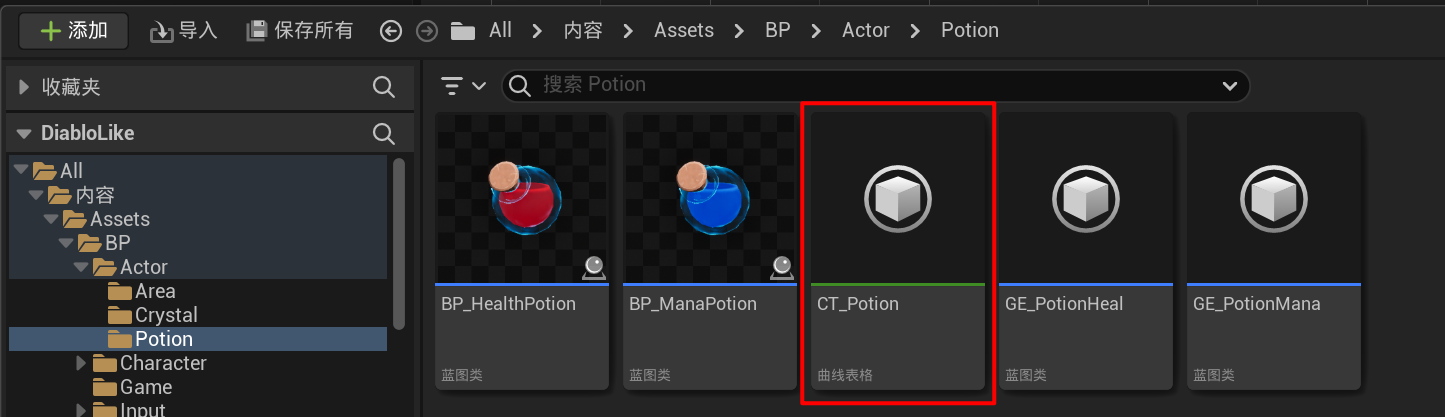 添加 导入 保存所有 All 内容 Assets BP Actor Potion
收藏夹
搜索 Potion
DiabloLike
All
内容
Assets
BP
Actor
Area
Crystal
Potion
Character
Game
Input
BP_HealthPotion
蓝图类
BP_ManaPotion
蓝图类
CT_Potion
曲线表格
GE_PotionHeal
蓝图类
GE_PotionMana
蓝图类